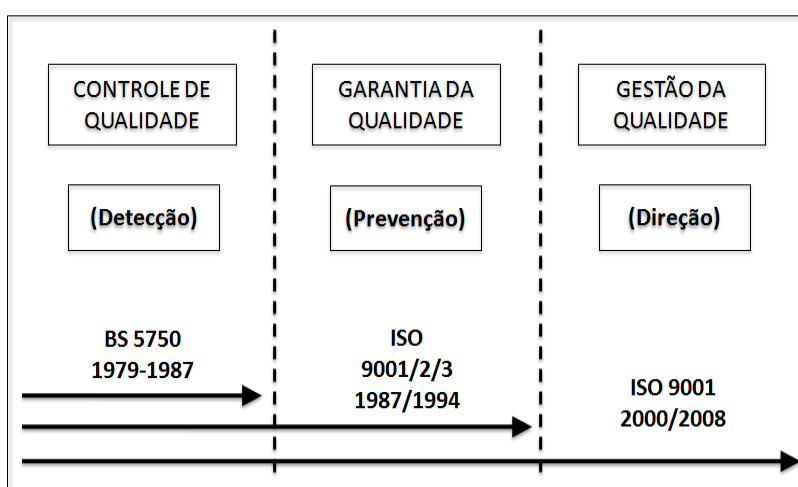 CONTROLE DE
QUALIDADE
(Detecção)
BS 5750
1979-1987
GARANTIA DA
QUALIDADE
(Prevenção)
ISO
9001/2/3
1987/1994
GESTÃO DA
QUALIDADE
(Direção)
ISO 9001
2000/2008